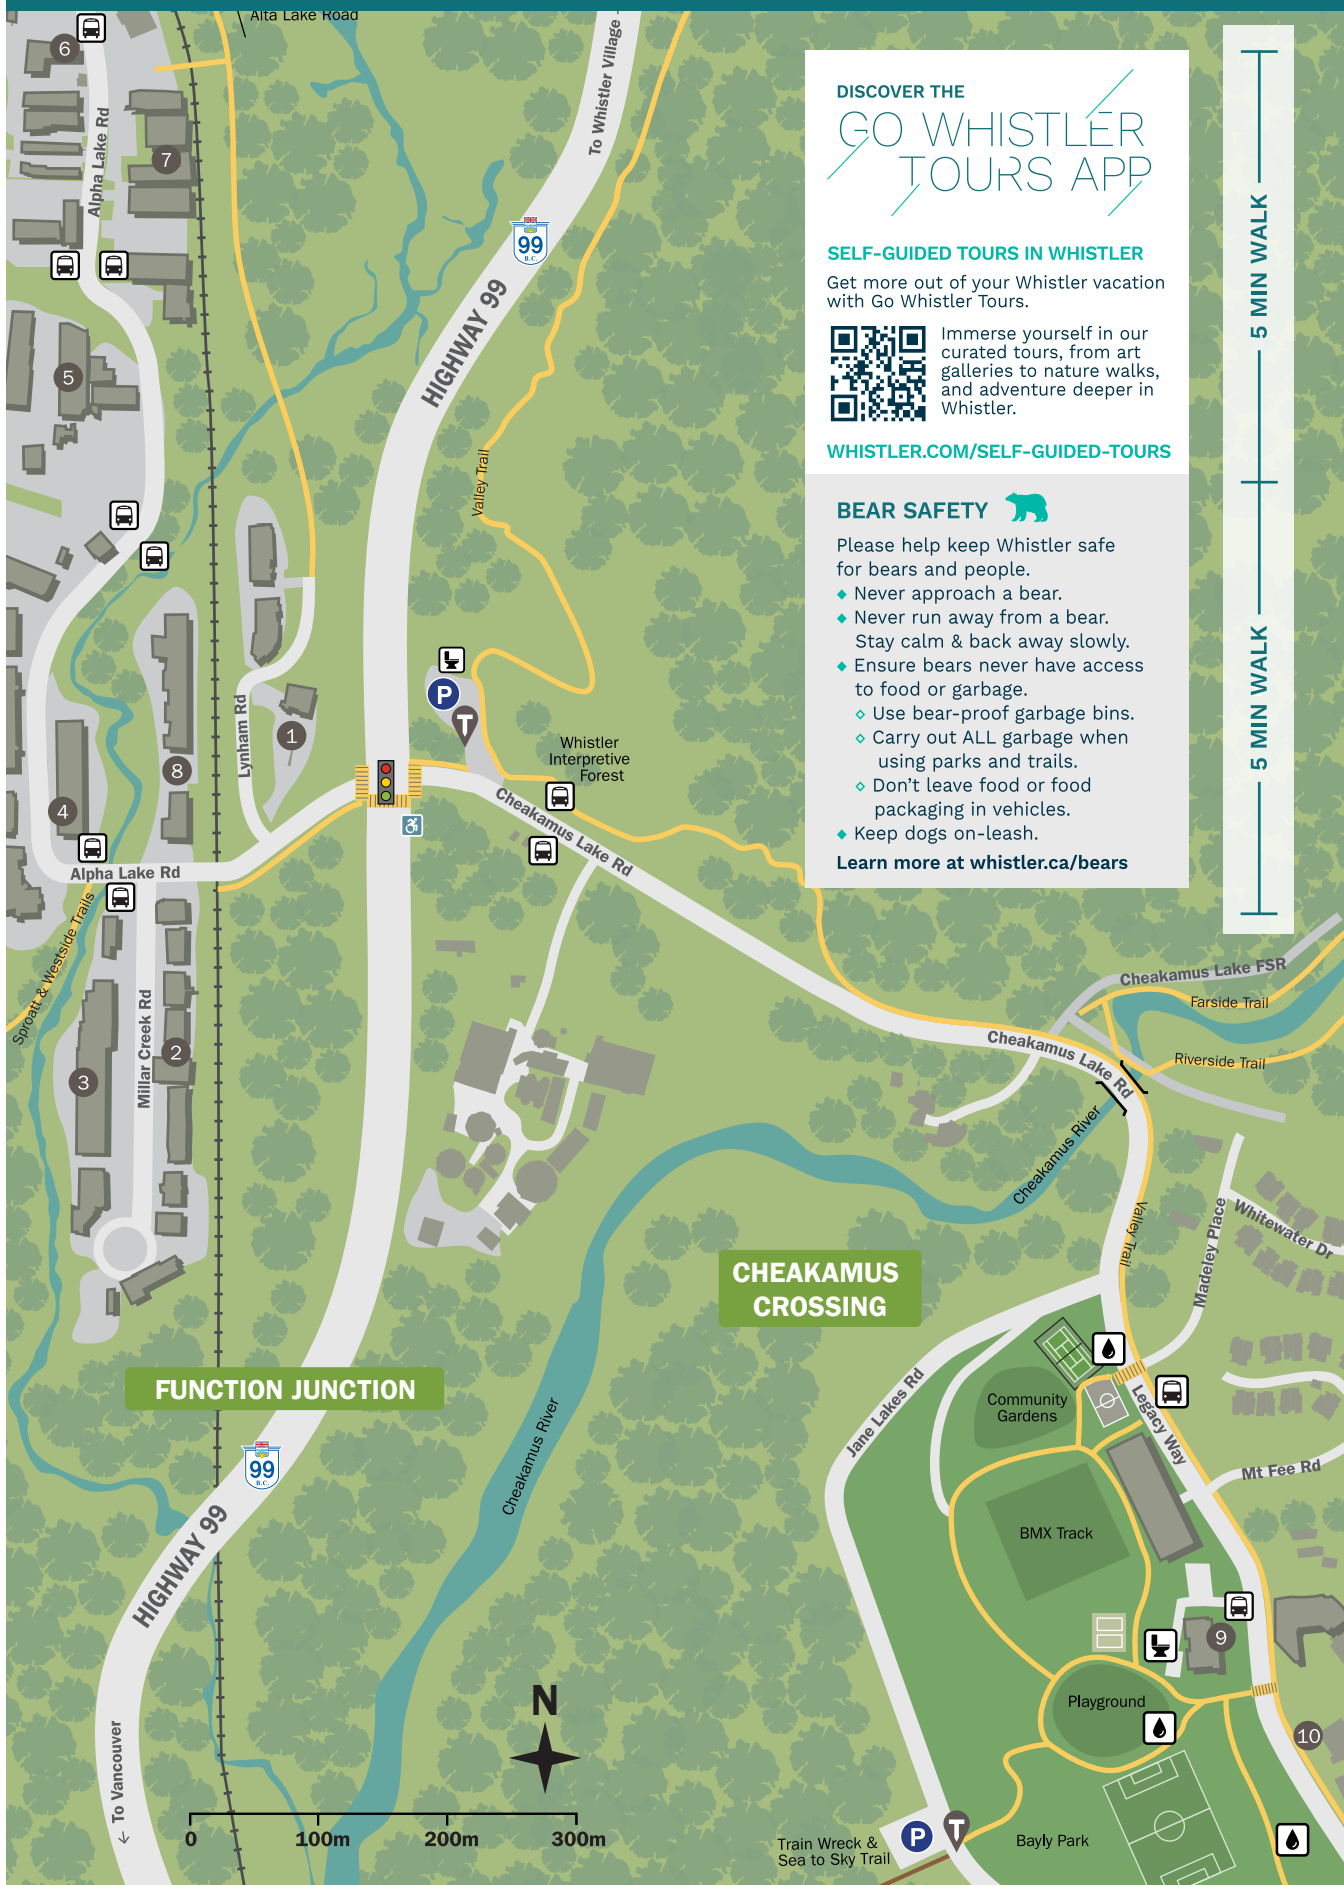 Alta Lake Road
6
Alpha Lake Rd
7
To Whistler Village
99
B.C.
HIGHWAY 99
5
Valley Trail
DISCOVER THE
GO WHISTLER
TOURS APP
SELF-GUIDED TOURS IN WHISTLER
Get more out of your Whistler vacation
with Go Whistler Tours.
Immerse yourself in our
curated tours, from art
galleries to nature walks,
and adventure deeper in
Whistler.
WHISTLER.COM/SELF-GUIDED-TOURS
BEAR SAFETY
Please help keep Whistler safe
for bears and people.
Never approach a bear.
Never run away from a bear.
Stay calm & back away slowly.
Ensure bears never have access
to food or garbage.
Use bear-proof garbage bins.
Carry out ALL garbage when
using parks and trails.
Don't leave food or food
packaging in vehicles.
Keep dogs on-leash.
Learn more at whistler.ca/bears
5 MIN WALK
5 MIN WALK
P
T
Lynham Rd
1
8
4
Whistler
Interpretive
Forest
Cheakamus Lake Rd
Alpha Lake Rd
Sproatt & Westside Trails
Millar Creek Rd
2
3
Cheakamus Lake FSR
Farside Trail
Cheakamus Lake Rd
Riverside Trail
Cheakamus River
Valley Trail
Madeley Place
Whitewater Dr
CHEAKAMUS
CROSSING
FUNCTION JUNCTION
Jane Lakes Rd
Community
Gardens
Legacy Way
Mt Fee Rd
Cheakamus River
99
B.C.
HIGHWAY 99
BMX Track
9
Playground
10
N
To Vancouver
0
100m
200m
300m
Train Wreck &
Sea to Sky Trail
P
T
Bayly Park